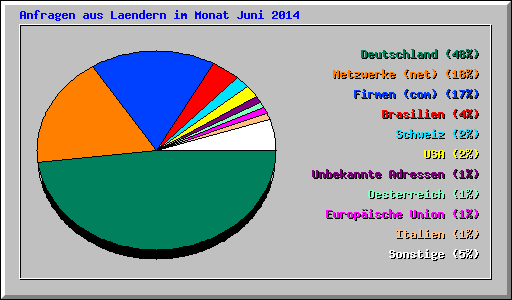 Anfragen aus Laendern im Monat Juni 2014
Deutschland (48%)
Netzwerke (net) (18%)
Firmen (com) (17%)
Brasilien (4%)
Schweiz (2%)
USA (2%)
Unbekannte Adressen (1%)
Oesterreich (1%)
Europäische Union (1%)
Italien (1%)
Sonstige (5%)